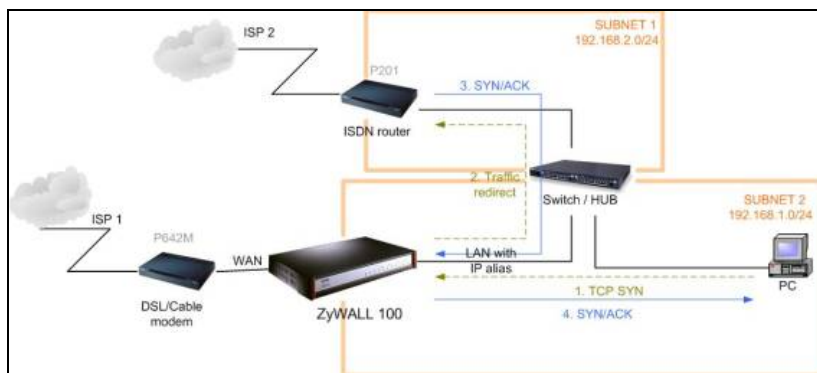 SUBNET 1
192.168.2.0/24
ISP 2
P201
3. SYN/ACK
ISDN router
2. Traffic
redirect
Switch / HUB
SUBNET 2
192.168.1.0/24
ISP 1
P642M
WAN
LAN with
IP alias
PC
DSL/Cable
modem
ZyWALL 100
1. TCP SYN
4. SYN/ACK